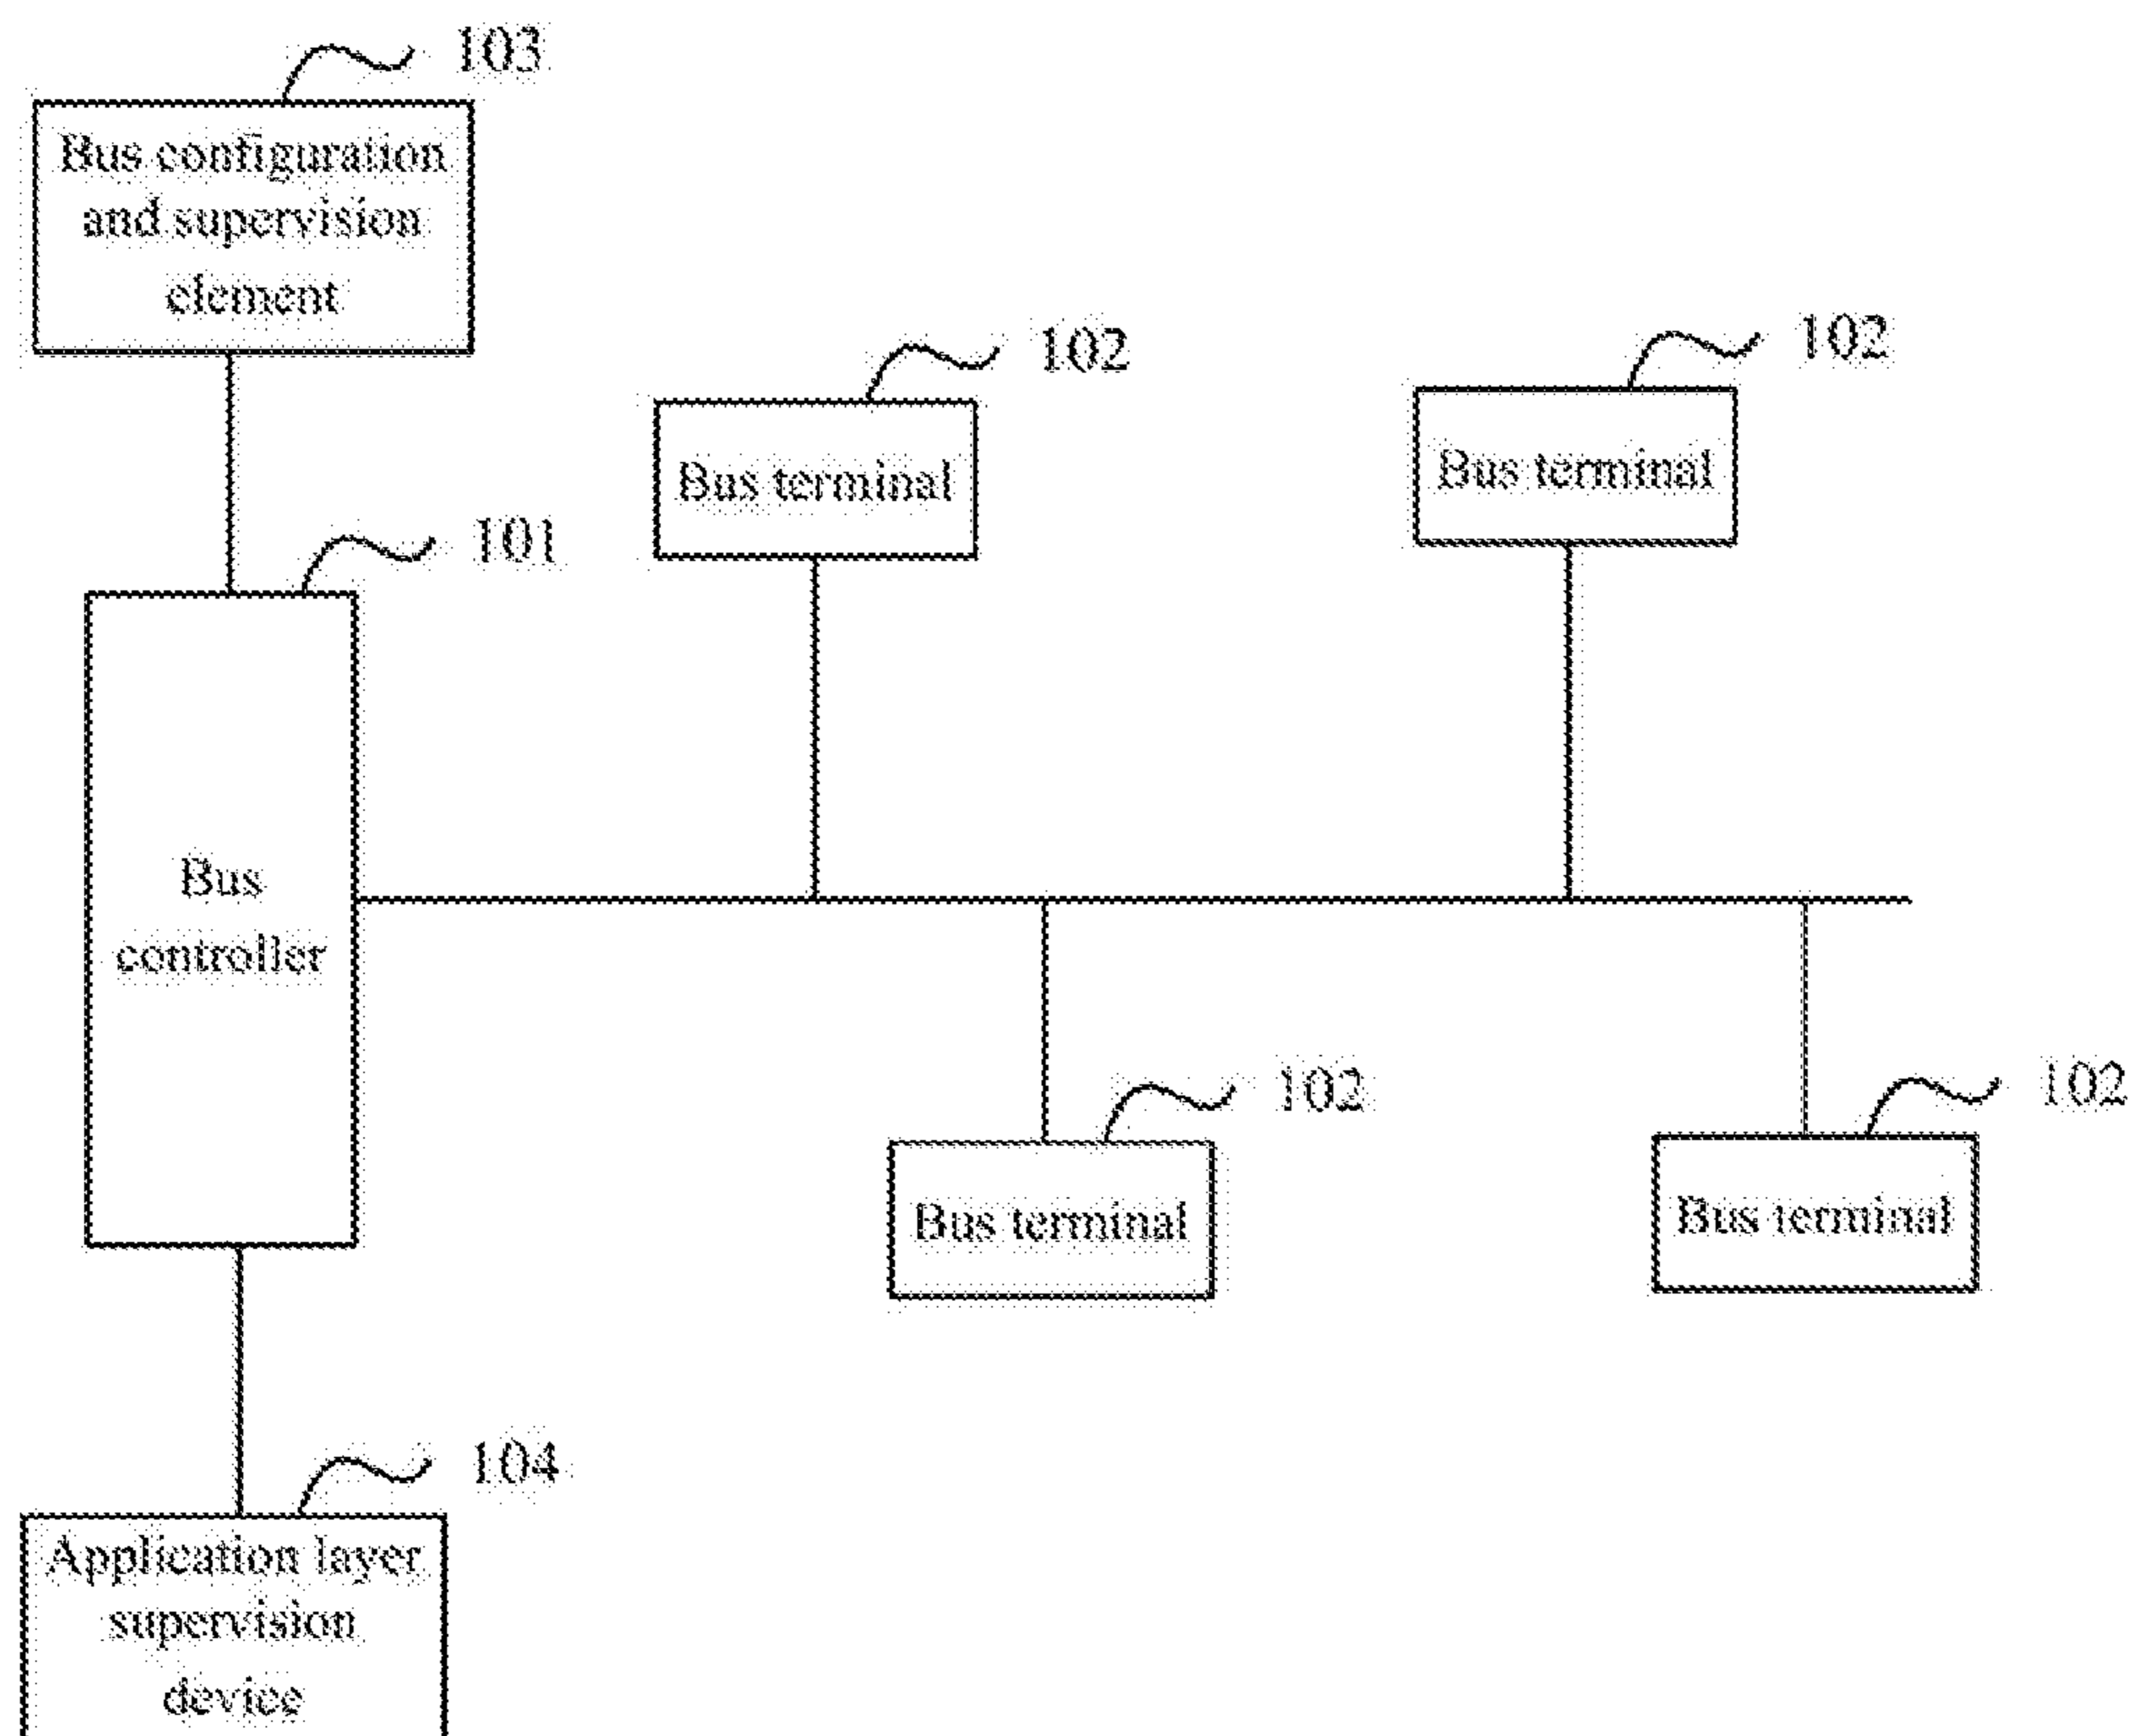 103
Bus configuration
and supervision
element
102
Bus terminal
102
Bus terminal
101
Bus
controller
102
Bus terminal
102
Bus terminal
104
Application layer
supervision
device